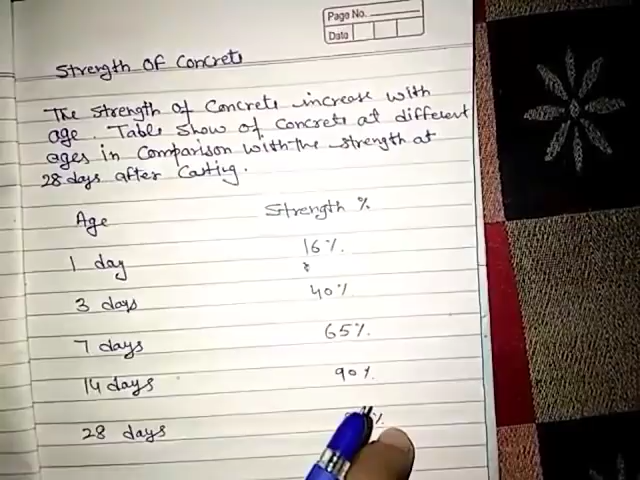 Page No.
Date
Strength Of Concrete
The Strength of Concrete increase with
age. Table Show of Concrete at different
ages in Comparison with the strength at
28 days after Casting.
Age Strength %
1 day 16%
3 days 40%
7 days 65%
14 days 90%
28 days %